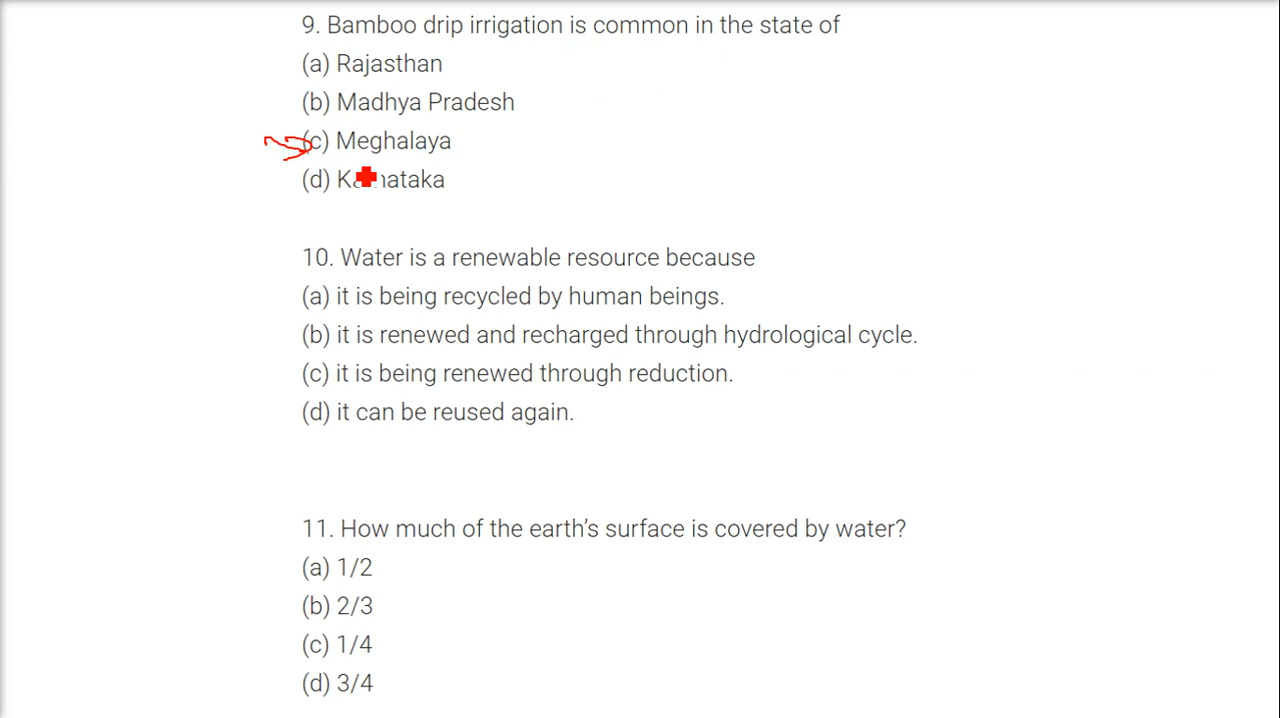 9. Bamboo drip irrigation is common in the state of
(a) Rajasthan
(b) Madhya Pradesh
(c) Meghalaya
(d) Karnataka
10. Water is a renewable resource because
(a) it is being recycled by human beings.
(b) it is renewed and recharged through hydrological cycle.
(c) it is being renewed through reduction.
(d) it can be reused again.
11. How much of the earth’s surface is covered by water?
(a) 1/2
(b) 2/3
(c) 1/4
(d) 3/4